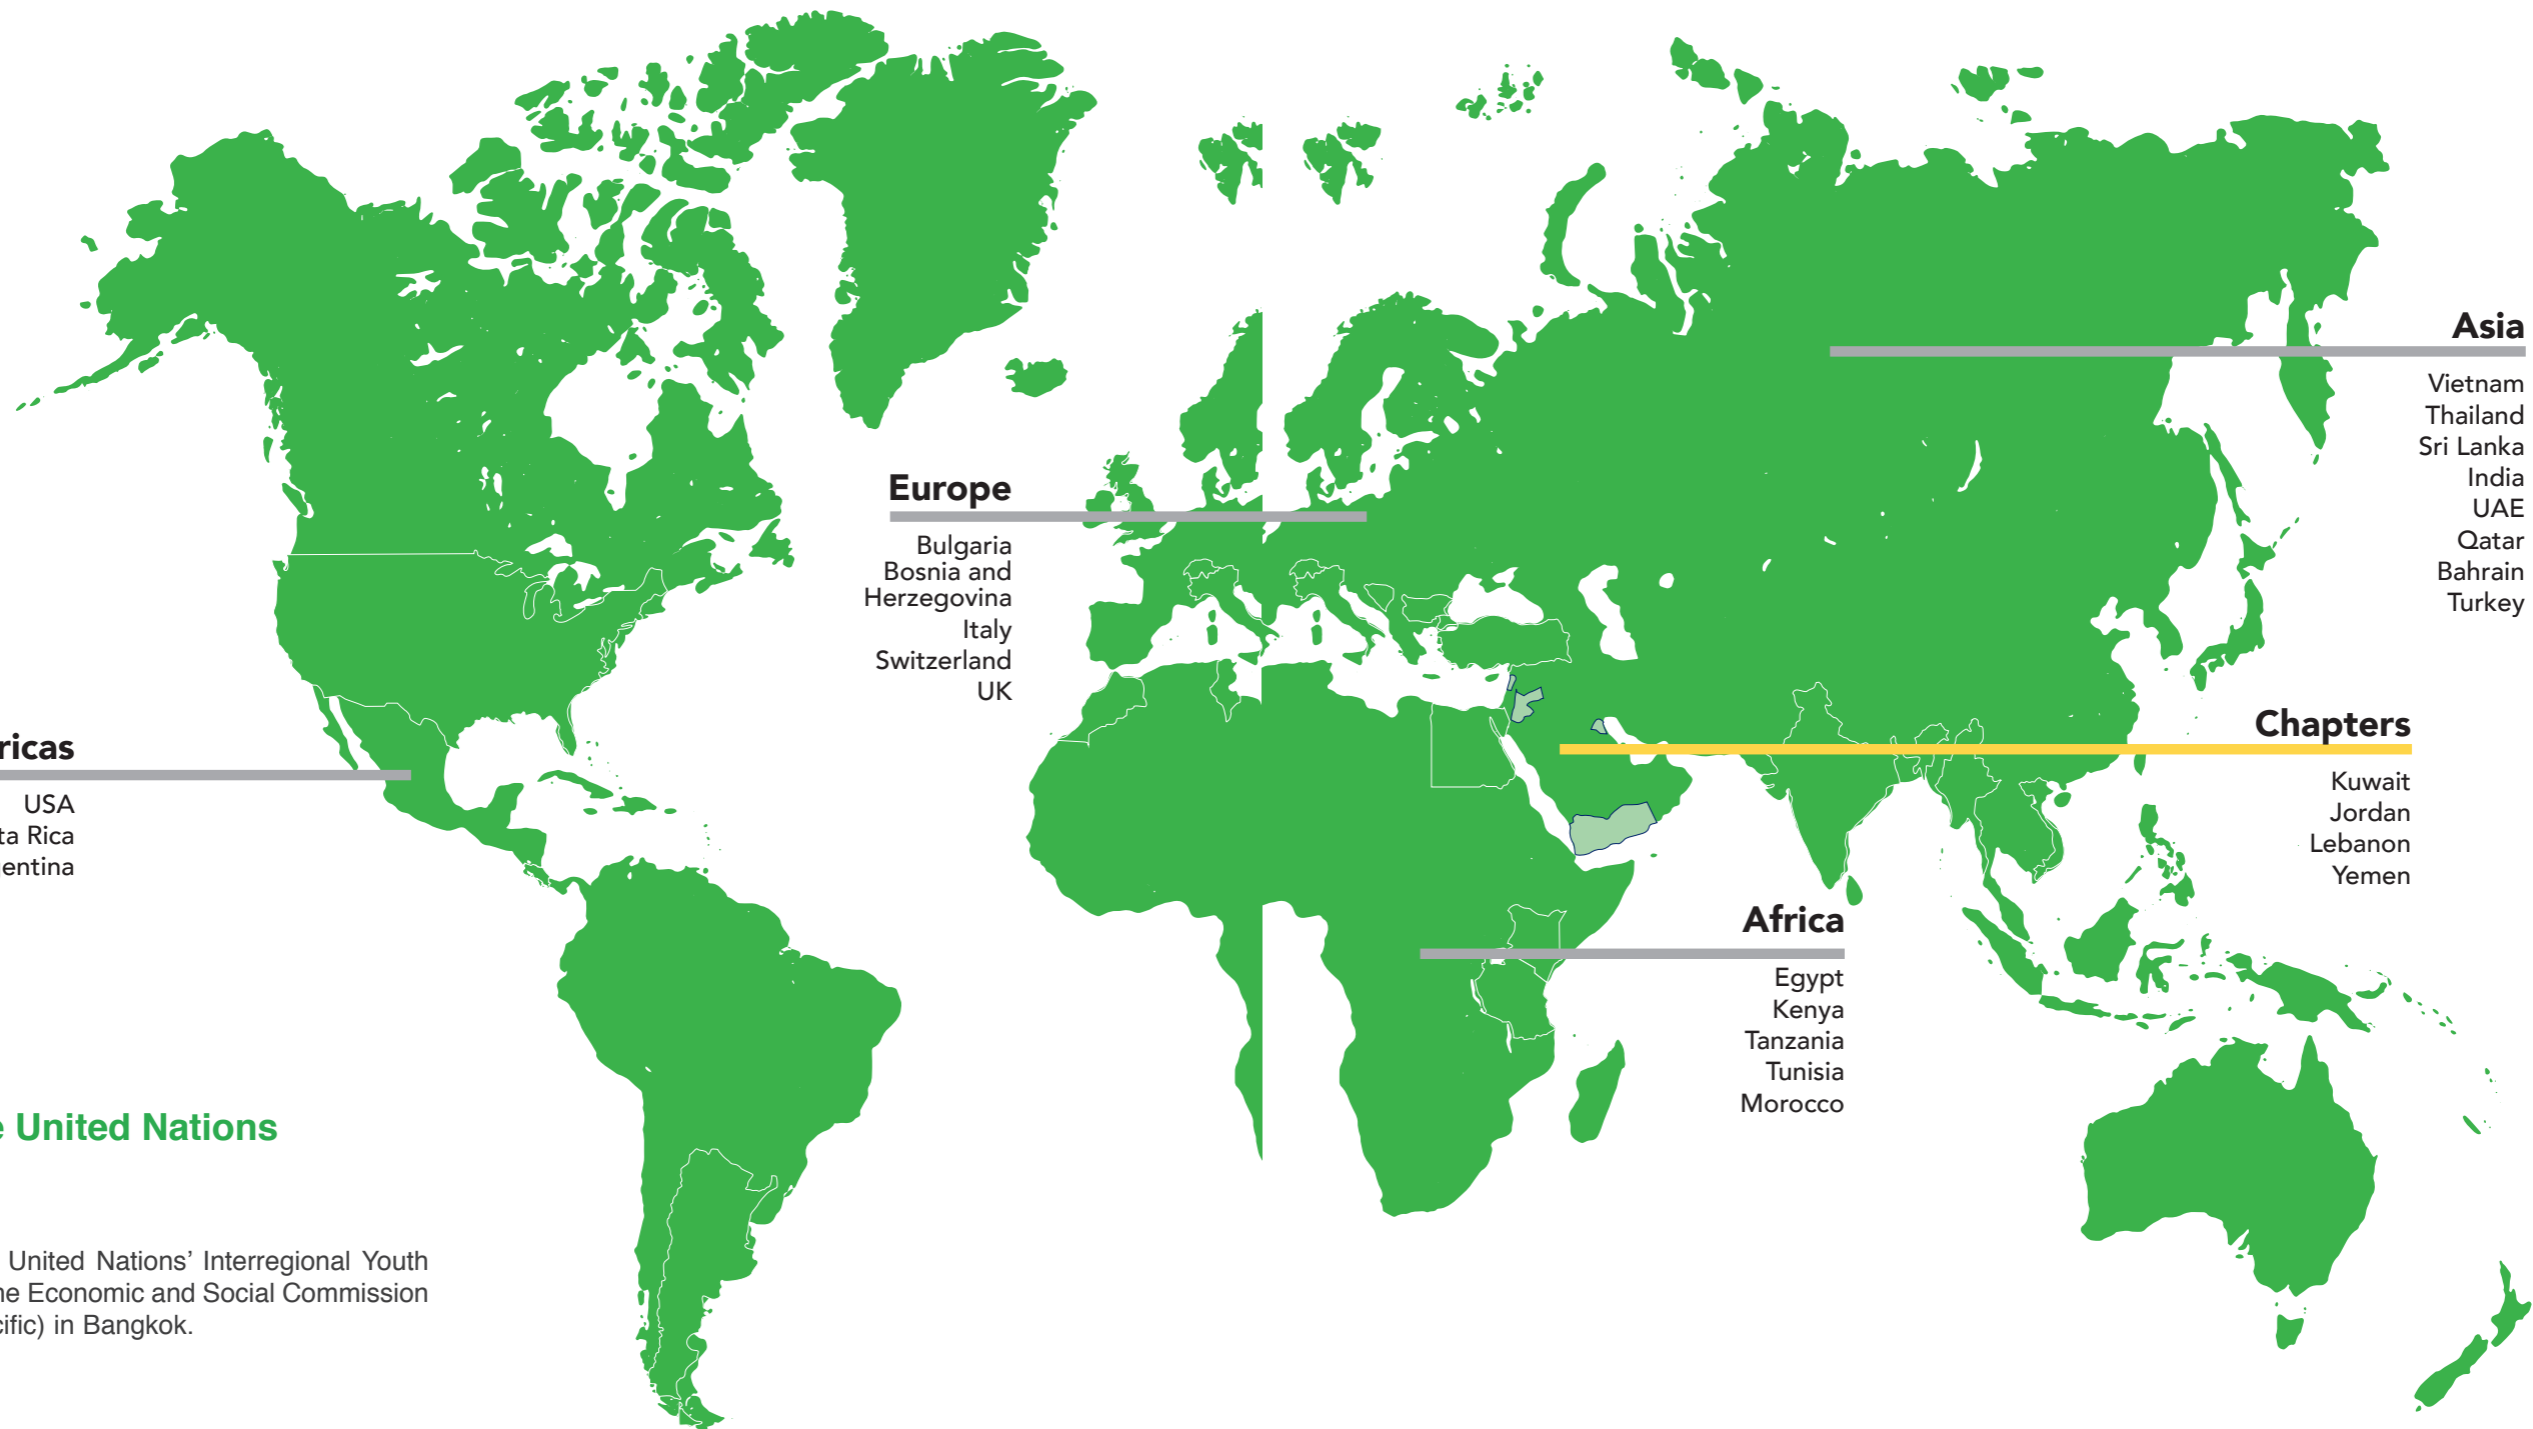 Asia
Vietnam
Thailand
Sri Lanka
India
UAE
Qatar
Bahrain
Turkey
Europe
Bulgaria
Bosnia and
Herzegovina
Italy
Switzerland
UK
Chapters
Kuwait
Jordan
Lebanon
Yemen
ricas
USA
ta Rica
entina
Africa
Egypt
Kenya
Tanzania
Tunisia
Morocco
e United Nations
United Nations’ Interregional Youth
he Economic and Social Commission
cific) in Bangkok.